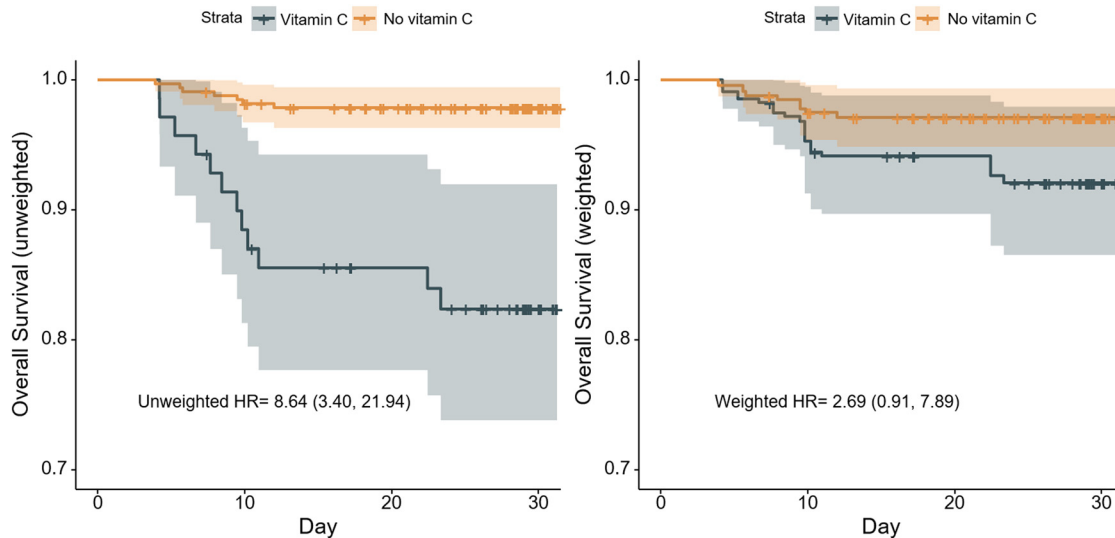 Strata Vitamin C No vitamin C
Overall Survival (unweighted)
1.0
0.9
0.8
0.7
Unweighted HR= 8.64 (3.40, 21.94)
0 10 20 30
Day
Strata Vitamin C No vitamin C
Overall Survival (weighted)
1.0
0.9
0.8
0.7
Weighted HR= 2.69 (0.91, 7.89)
0 10 20 30
Day